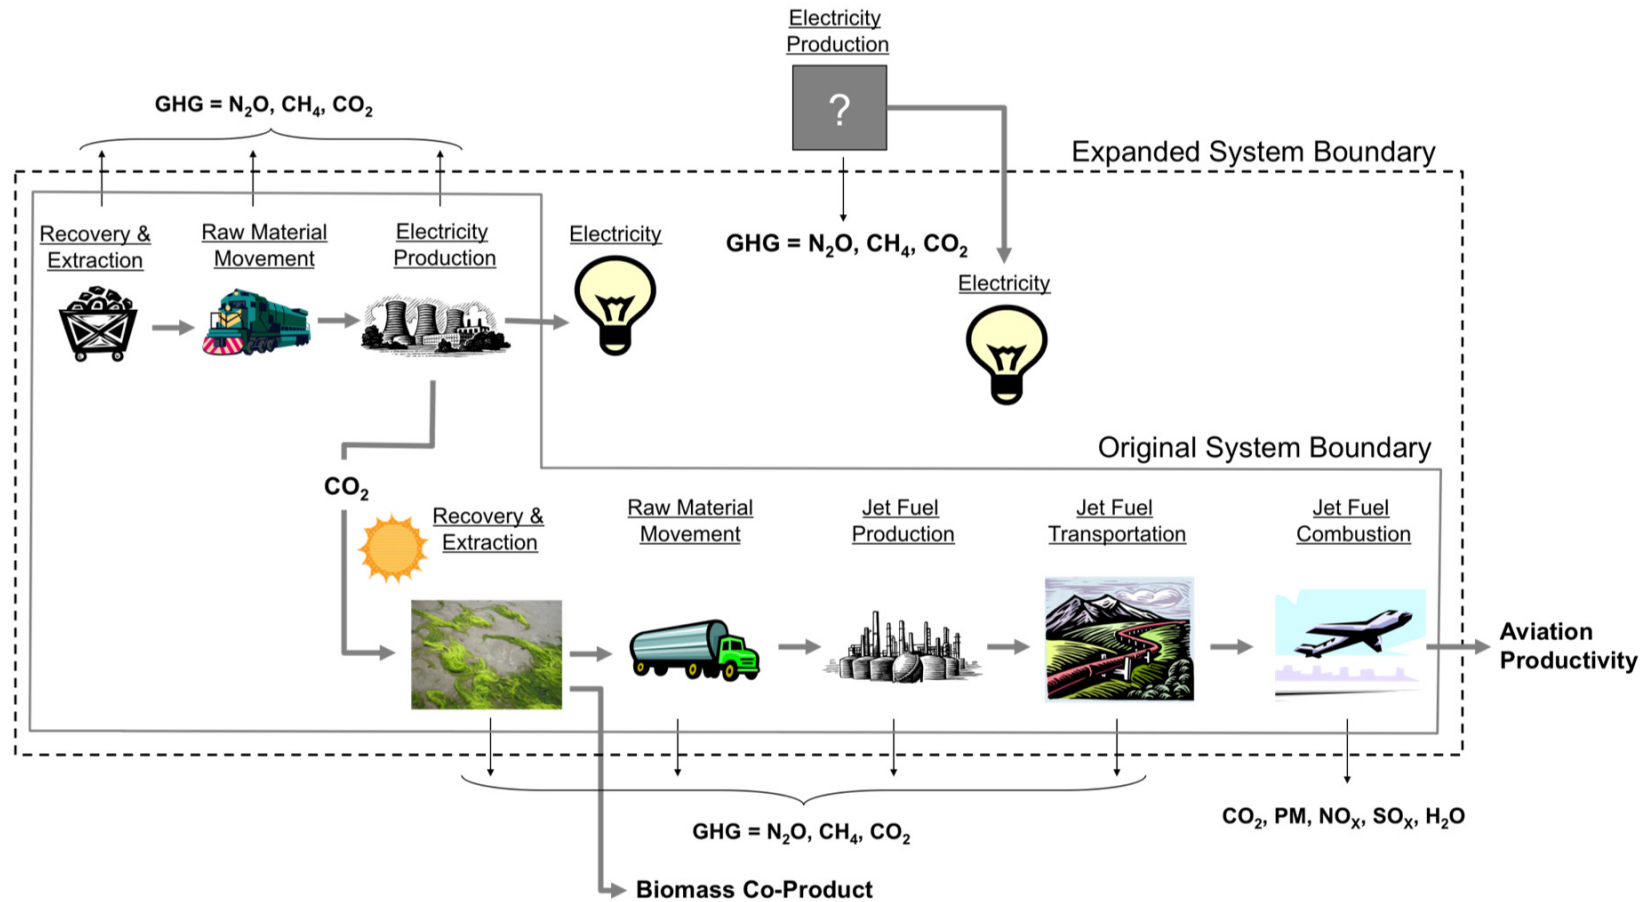 Electricity
Production
?
GHG = N₂O, CH₄, CO₂
Expanded System Boundary
Recovery &
Extraction
Raw Material
Movement
Electricity
Production
Electricity
GHG = N₂O, CH₄, CO₂
Electricity
Original System Boundary
CO₂
Recovery &
Extraction
Raw Material
Movement
Jet Fuel
Production
Jet Fuel
Transportation
Jet Fuel
Combustion
Aviation
Productivity
GHG = N₂O, CH₄, CO₂
CO₂, PM, NOₓ, SOₓ, H₂O
Biomass Co-Product